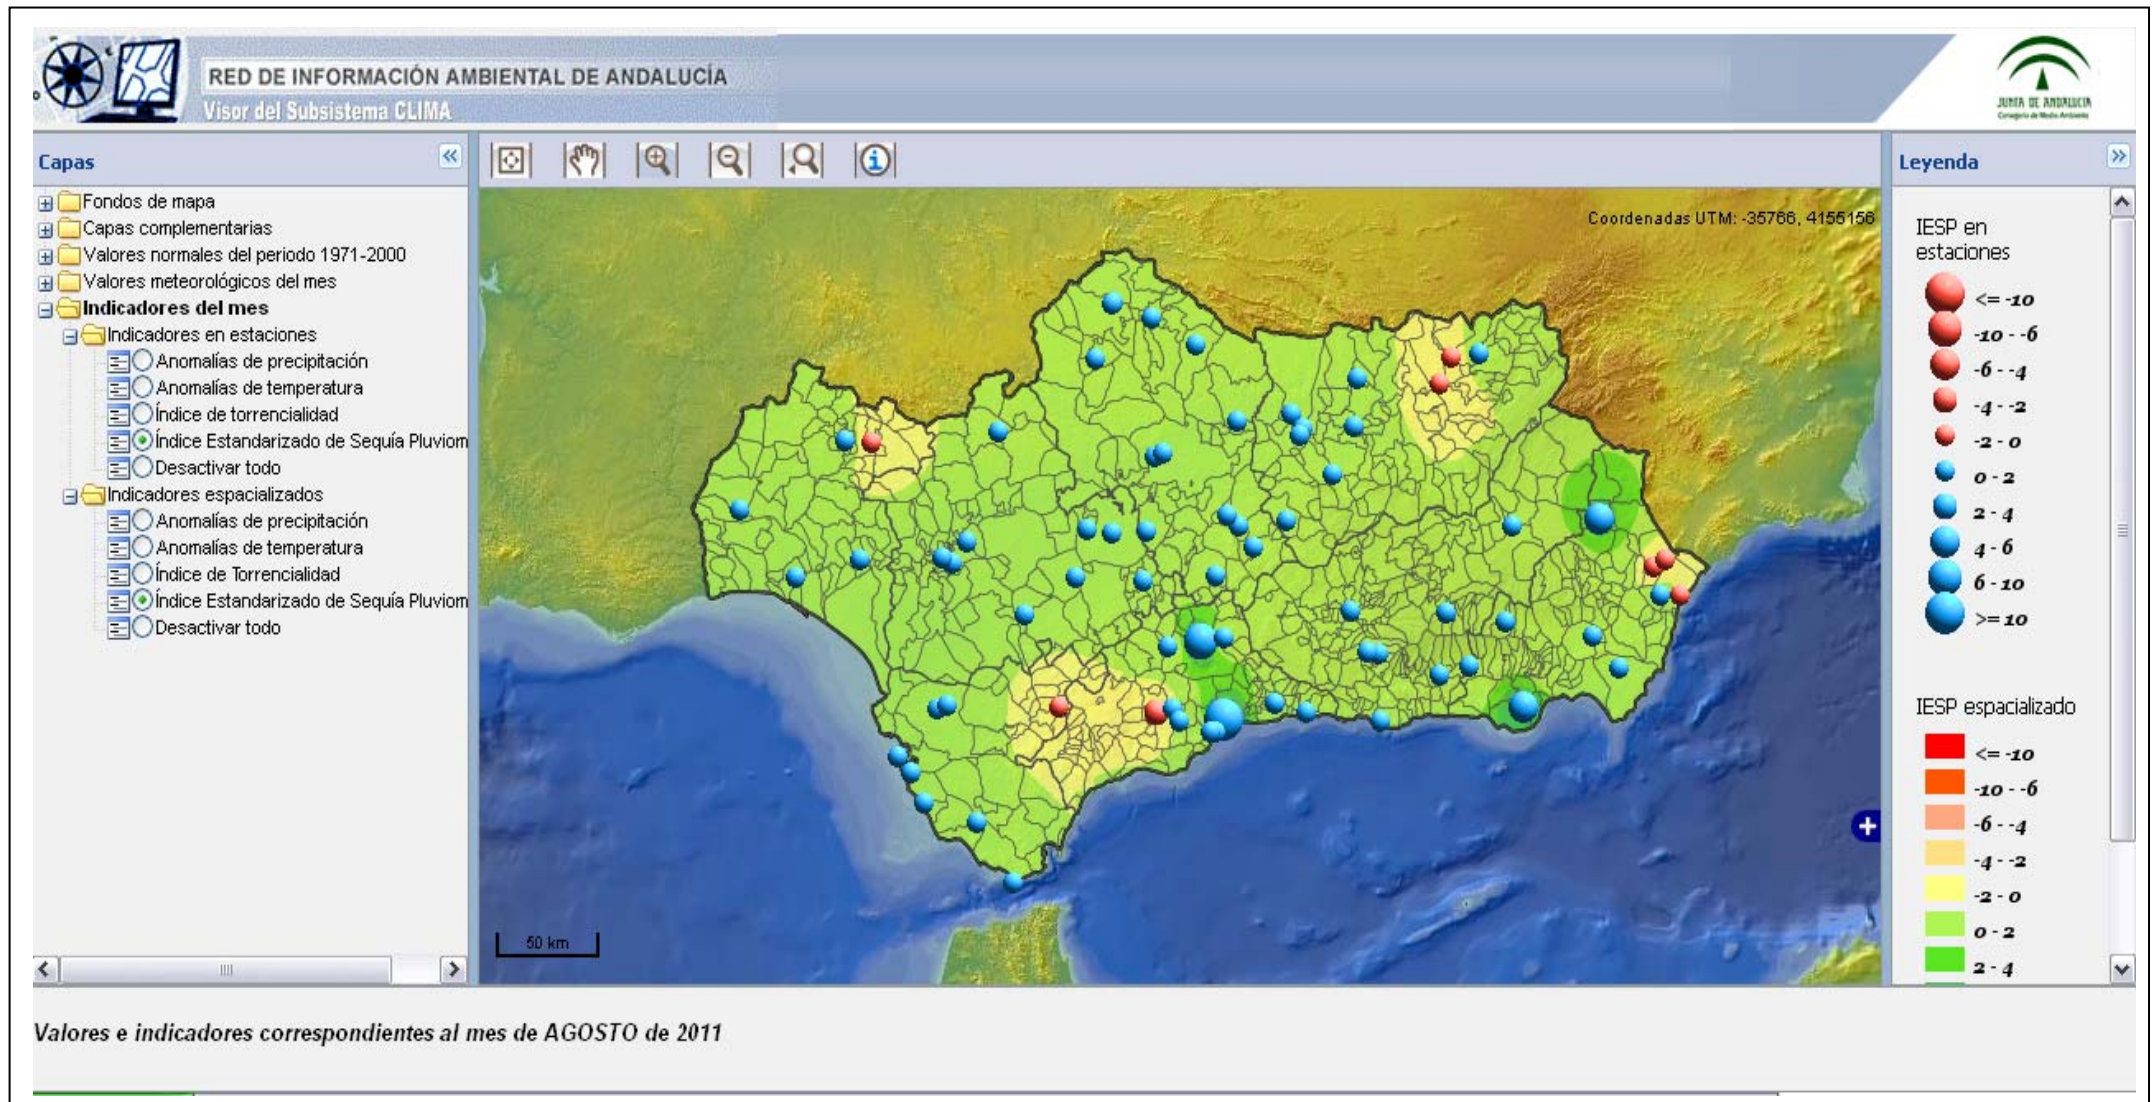 RED DE INFORMACIÓN AMBIENTAL DE ANDALUCÍA
Visor del Subsistema CLIMA
JUNTA DE ANDALUCIA
Consejería de Medio Ambiente
Capas
Fondos de mapa
Capas complementarias
Valores normales del periodo 1971-2000
Valores meteorológicos del mes
Indicadores del mes
Indicadores en estaciones
Anomalías de precipitación
Anomalías de temperatura
Índice de torrencialidad
Índice Estandarizado de Sequía Pluviom
Desactivar todo
Indicadores espacializados
Anomalías de precipitación
Anomalías de temperatura
Índice de Torrencialidad
Índice Estandarizado de Sequía Pluviom
Desactivar todo
Coordenadas UTM: -35766, 4155156
50 km
Leyenda
IESP en
estaciones
<= -10
-10 - -6
-6 - -4
-4 - -2
-2 - 0
0 - 2
2 - 4
4 - 6
6 - 10
>= 10
IESP espacializado
<= -10
-10 - -6
-6 - -4
-4 - -2
-2 - 0
0 - 2
2 - 4
Valores e indicadores correspondientes al mes de AGOSTO de 2011